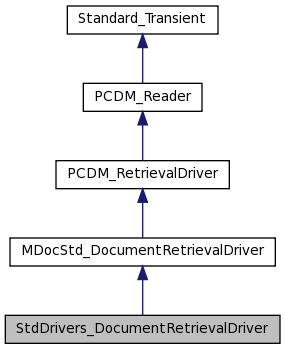 Standard_Transient
PCDM_Reader
PCDM_RetrievalDriver
MDocStd_DocumentRetrievalDriver
StdDrivers_DocumentRetrievalDriver